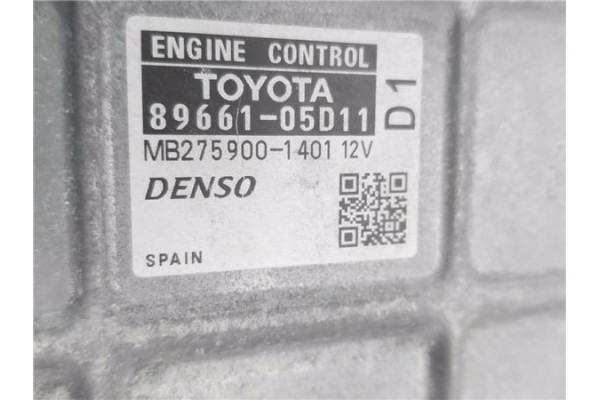 ENGINE CONTROL
TOYOTA
89661-05D11
D1
MB275900-1401 12V
DENSO
SPAIN